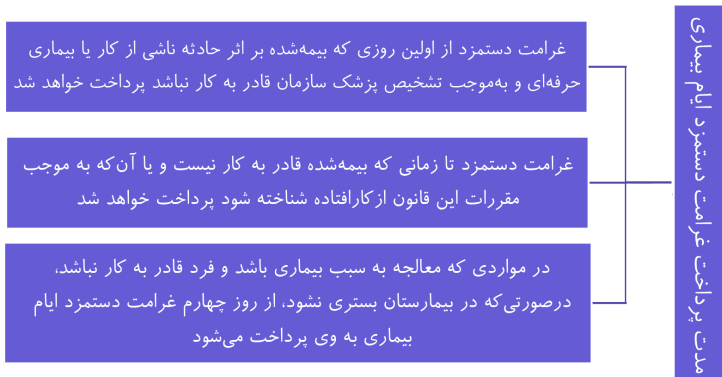 مدت پرداخت غرامت دستمزد ایام بیماری
غرامت دستمزد از اولین روزی که بیمه‌شده بر اثر حادثه ناشی از کار یا بیماری
حرفه‌ای و به‌موجب تشخیص پزشک سازمان قادر به کار نباشد پرداخت خواهد شد
غرامت دستمزد تا زمانی که بیمه‌شده قادر به کار نیست و یا آن‌که به موجب
مقررات این قانون ازکارافتاده شناخته شود پرداخت خواهد شد
در مواردی که معالجه به سبب بیماری باشد و فرد قادر به کار نباشد،
درصورتی‌که در بیمارستان بستری نشود، از روز چهارم غرامت دستمزد ایام
بیماری به وی پرداخت می‌شود